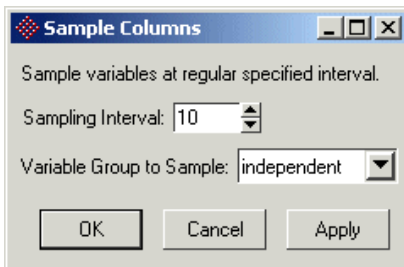 Sample Columns
Sample variables at regular specified interval.
Sampling Interval: 10
Variable Group to Sample: independent
OK Cancel Apply